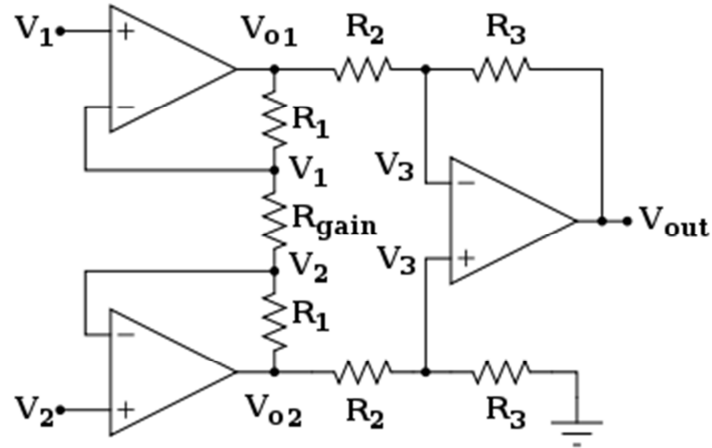 V1
+
−
Vo1
R2
R3
R1
V1
V3
−
Rgain
Vout
V2
V3
+
R1
−
V2
+
Vo2
R2
R3